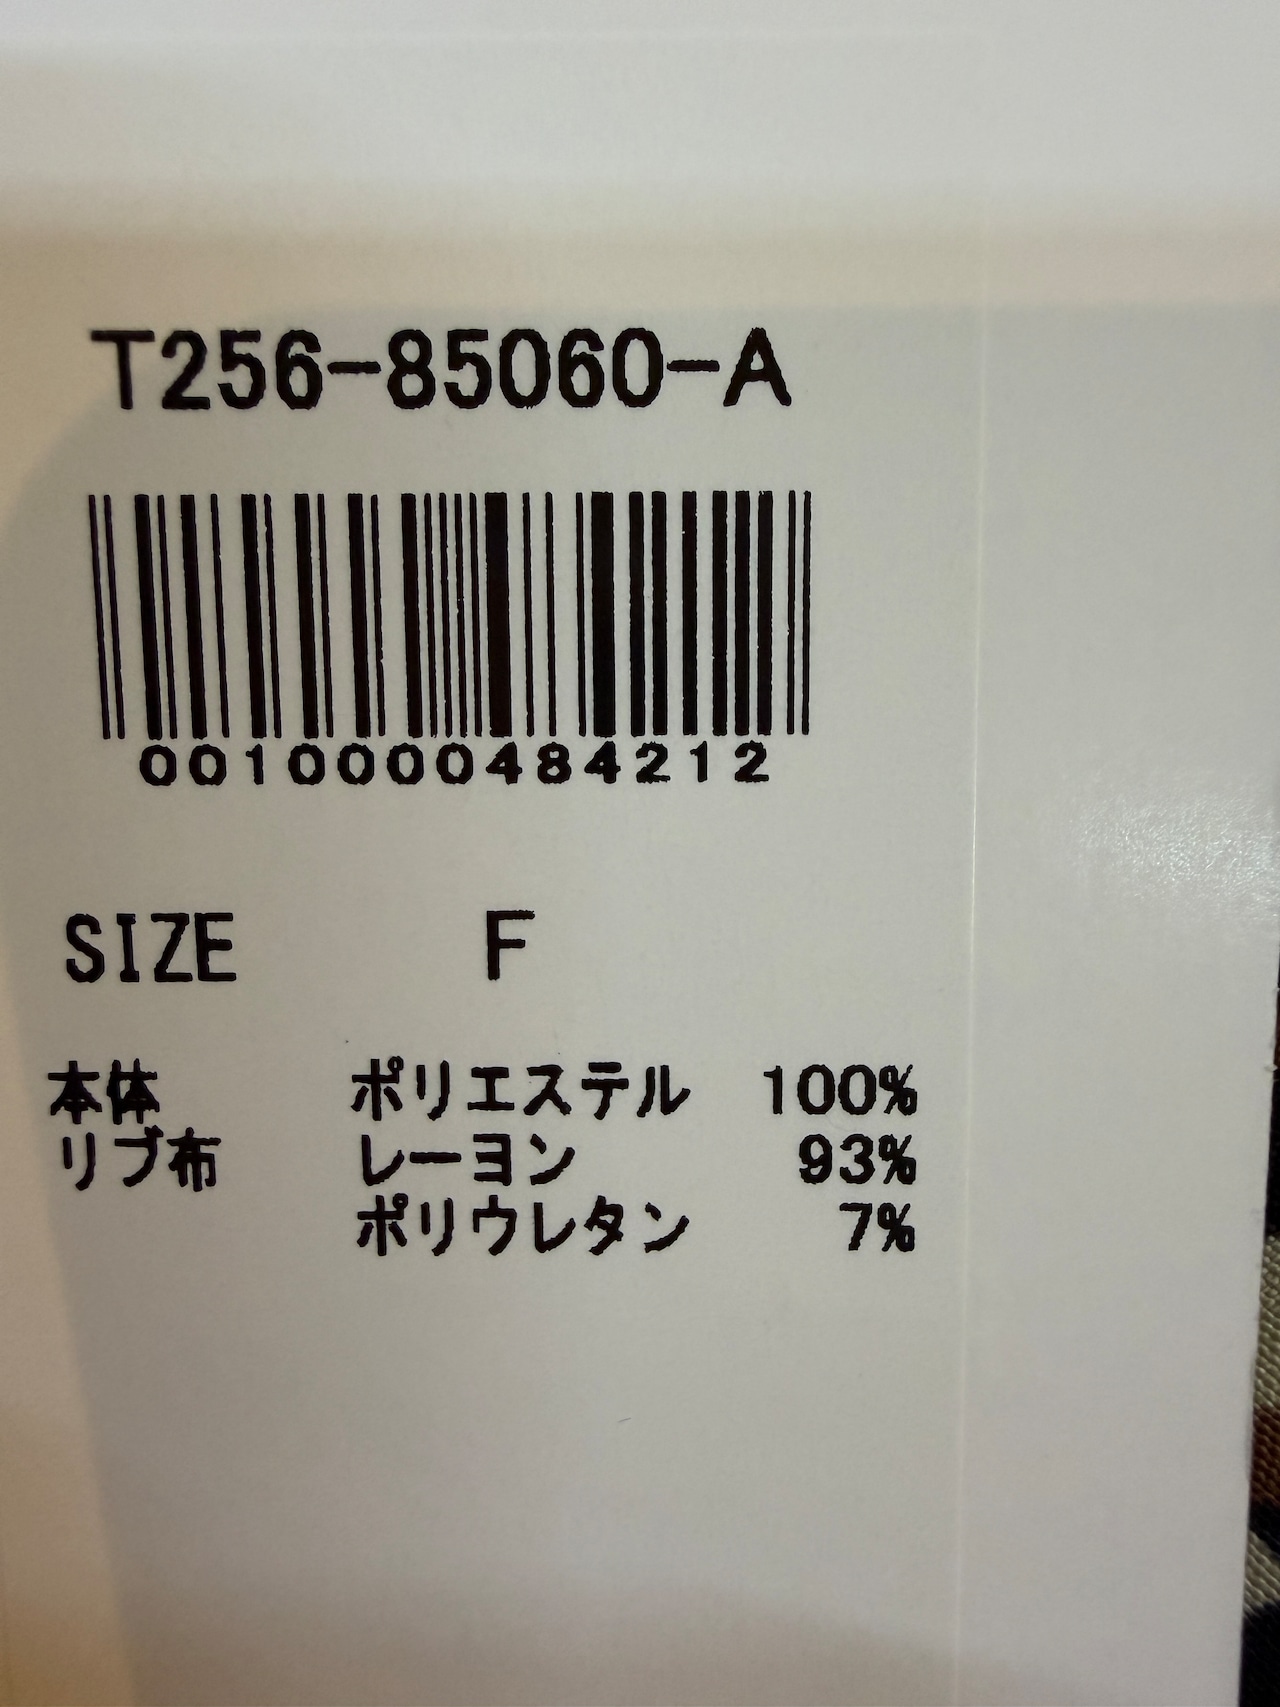 T256-85060-A
0010000484212
SIZE F
本体 ポリエステル 100%
リブ布 レーヨン 93%
ポリウレタン 7%